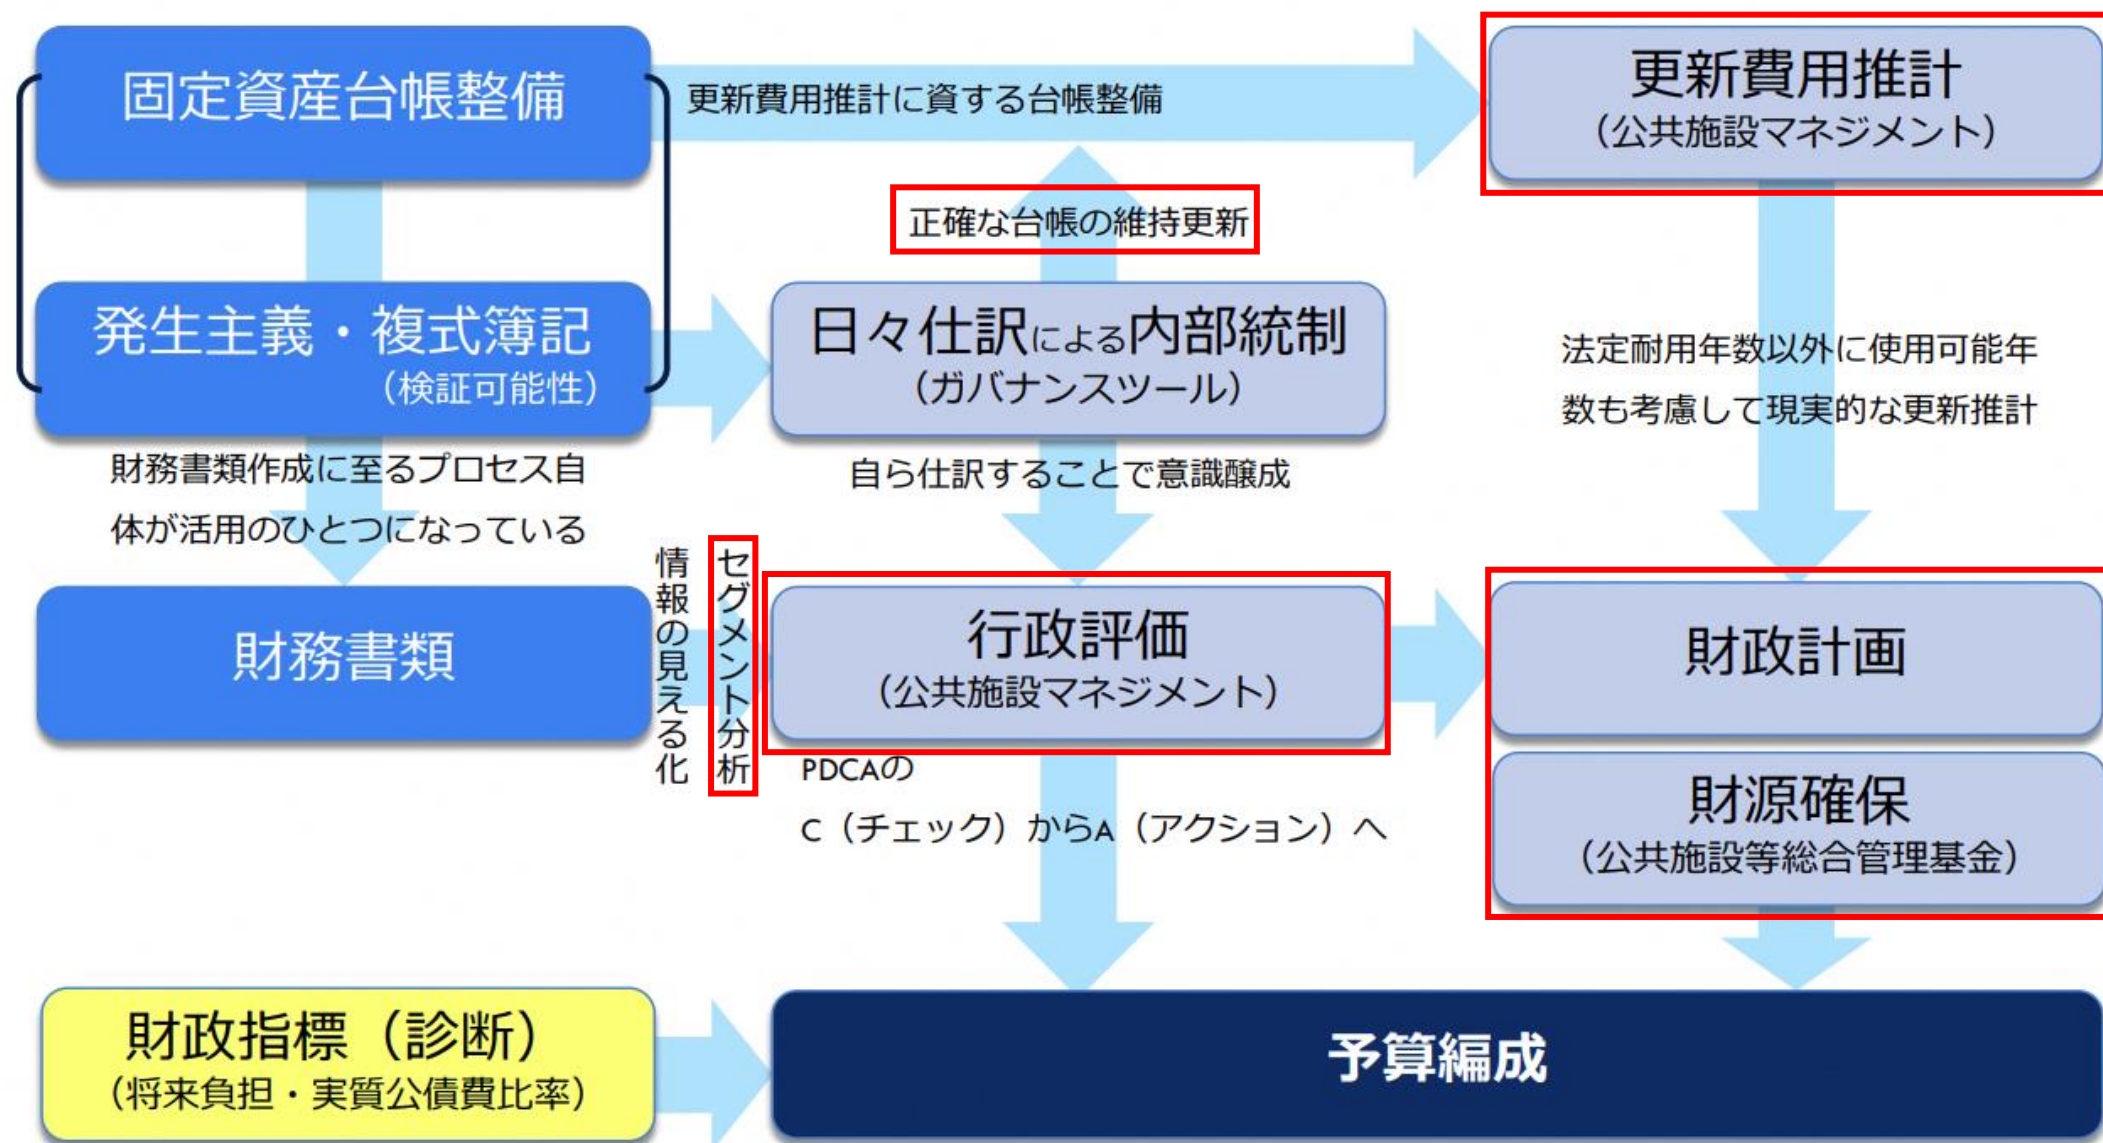 固定資産台帳整備
更新費用推計に資する台帳整備
更新費用推計
（公共施設マネジメント）
正確な台帳の維持更新
発生主義・複式簿記
（検証可能性）
日々仕訳による内部統制
（ガバナンスツール）
法定耐用年数以外に使用可能年
数も考慮して現実的な更新推計
財務書類作成に至るプロセス自
体が活用のひとつになっている
自ら仕訳することで意識醸成
財務書類
情報の見える化
セグメント分析
行政評価
（公共施設マネジメント）
財政計画
PDCAの
C（チェック）からA（アクション）へ
財源確保
（公共施設等総合管理基金）
財政指標（診断）
（将来負担・実質公債費比率）
予算編成